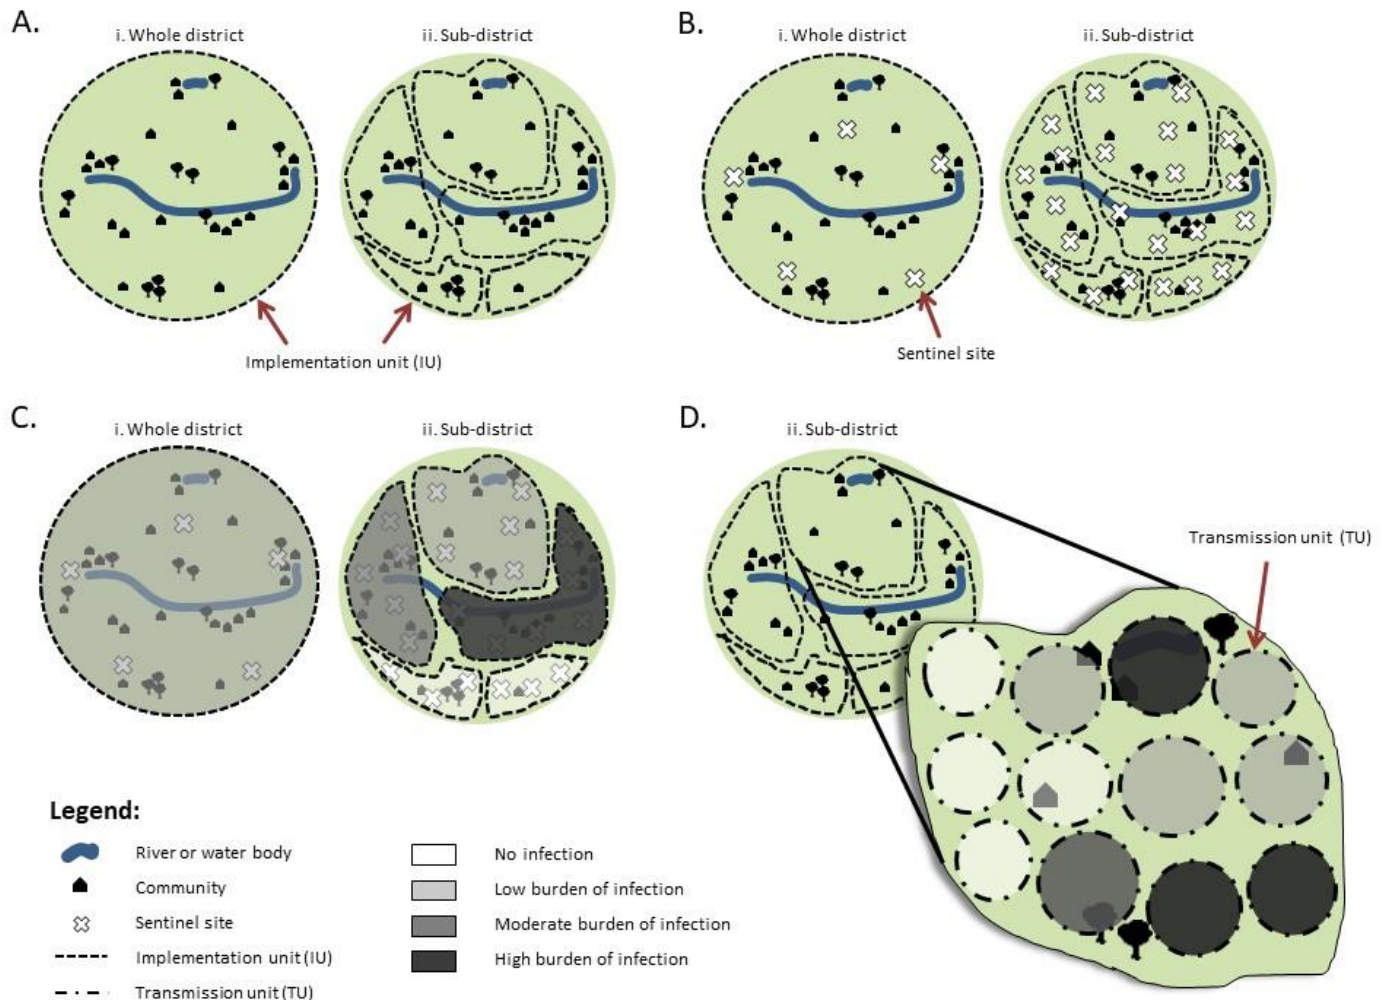 A.
i. Whole district
ii. Sub-district
Implementation unit (IU)
B.
i. Whole district
ii. Sub-district
Sentinel site
C.
i. Whole district
ii. Sub-district
D.
ii. Sub-district
Transmission unit (TU)
Legend:
River or water body
Community
Sentinel site
Implementation unit (IU)
Transmission unit (TU)
No infection
Low burden of infection
Moderate burden of infection
High burden of infection